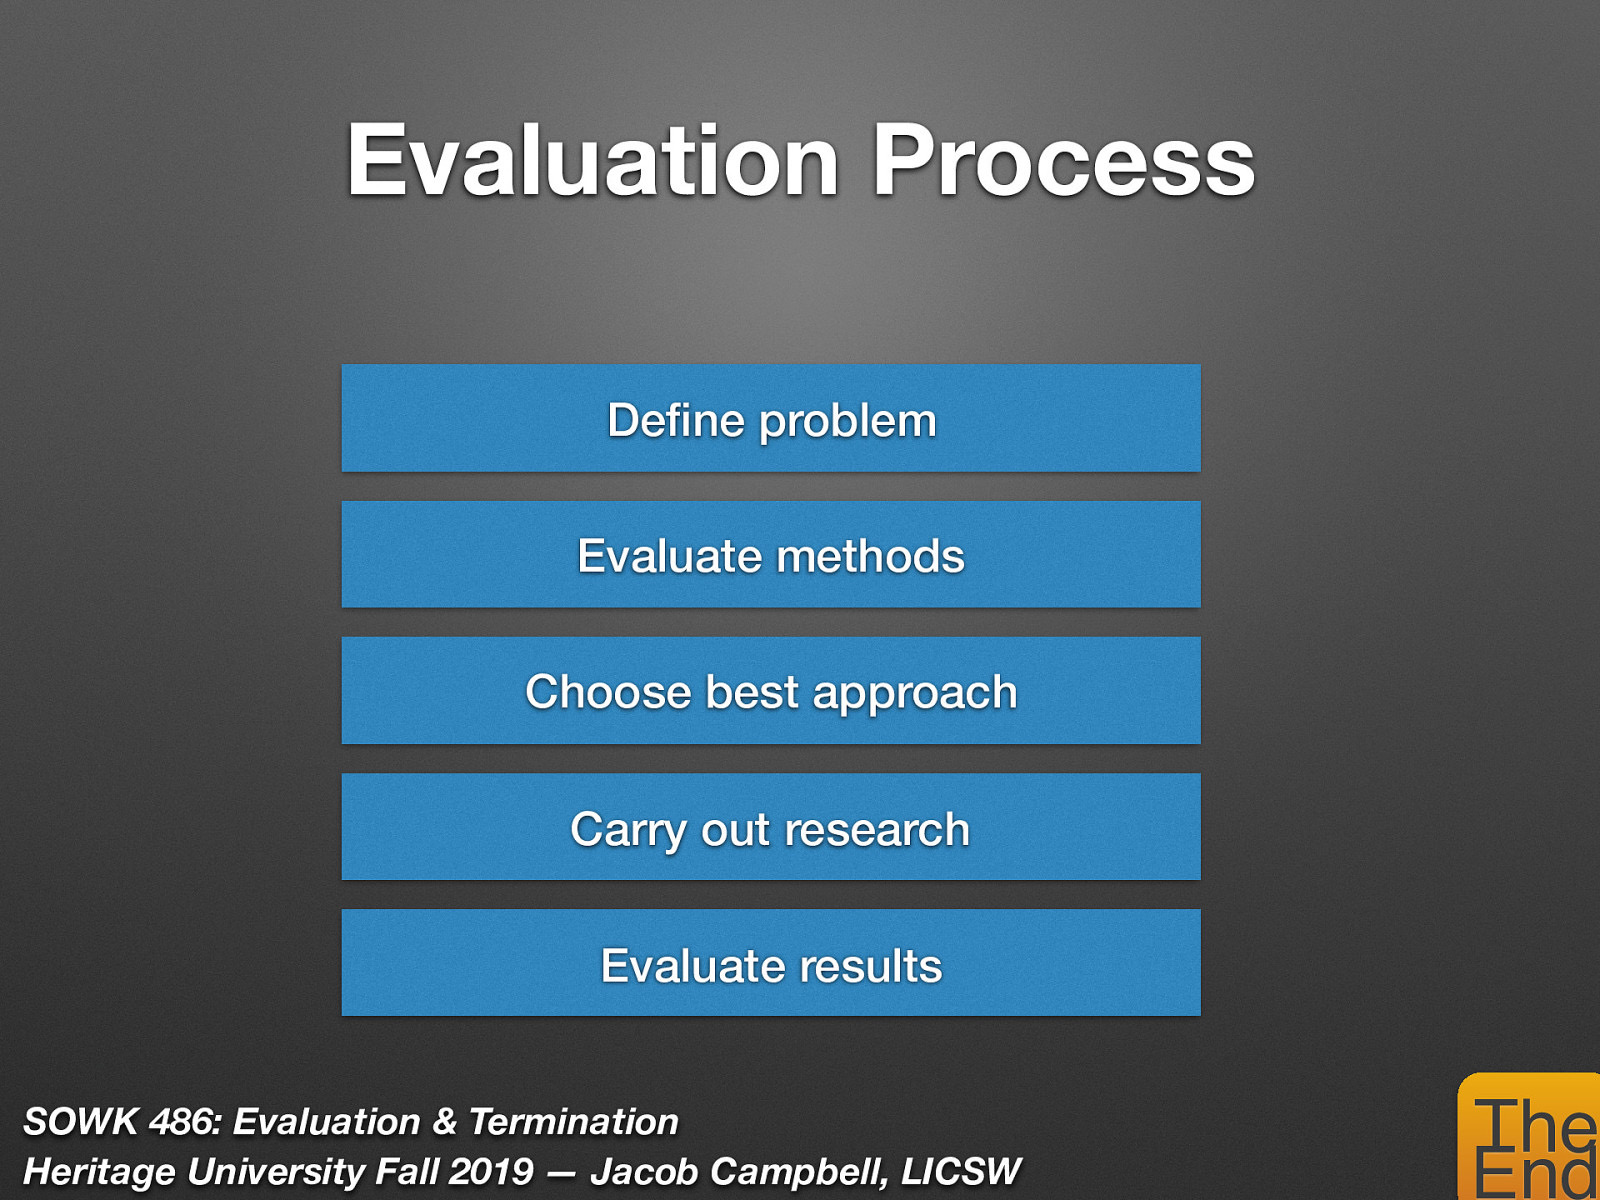 Evaluation Process
Define problem
Evaluate methods
Choose best approach
Carry out research
Evaluate results
SOWK 486: Evaluation & Termination
Heritage University Fall 2019 — Jacob Campbell, LICSW
The
End